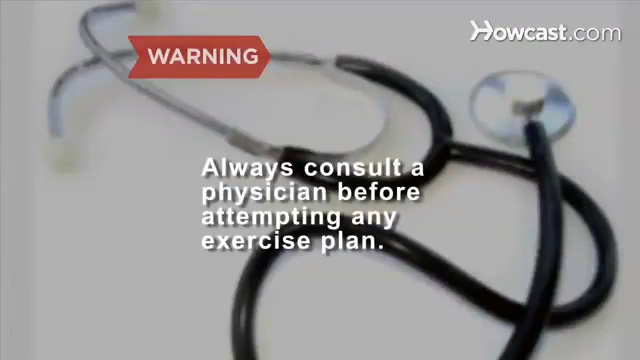 Howcast.com
WARNING
Always consult a
physician before
attempting any
exercise plan.